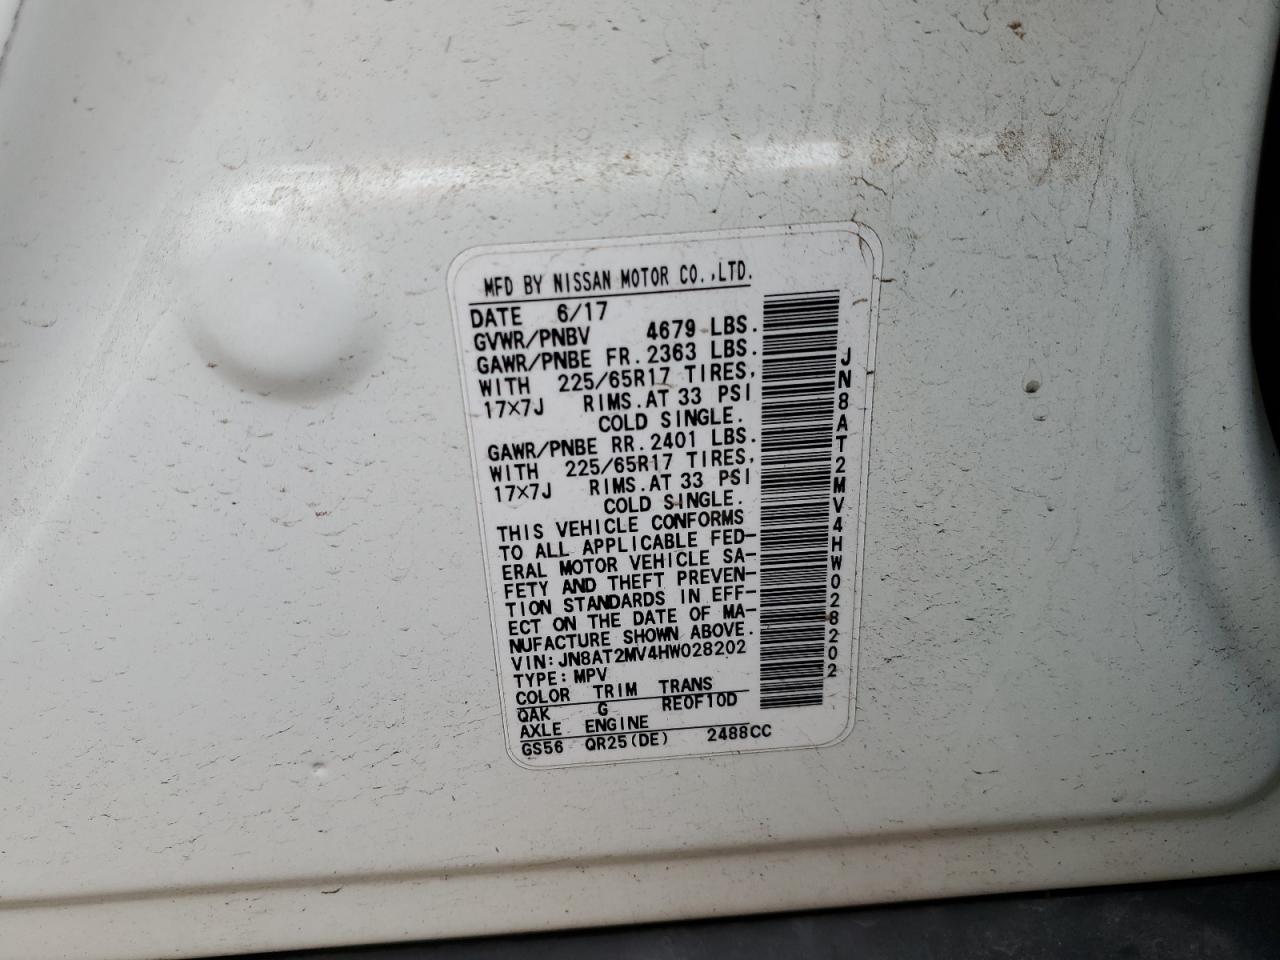 MFD BY NISSAN MOTOR CO.,LTD.
DATE 6/17
GVWR/PNBV 4679 LBS.
GAWR/PNBE FR. 2363 LBS.
WITH 225/65R17 TIRES,
17×7J RIMS. AT 33 PSI
COLD SINGLE.
GAWR/PNBE RR. 2401 LBS.
WITH 225/65R17 TIRES,
17×7J RIMS. AT 33 PSI
COLD SINGLE.
THIS VEHICLE CONFORMS
TO ALL APPLICABLE FED-
ERAL MOTOR VEHICLE SA-
FETY AND THEFT PREVEN-
TION STANDARDS IN EFF-
ECT ON THE DATE OF MA-
NUFACTURE SHOWN ABOVE.
VIN: JN8AT2MV4HW028202
TYPE: MPV
COLOR TRIM TRANS
QAK G RE0F10D
AXLE ENGINE
GS56 QR25(DE) 2488CC
JN8AT2MV4HW028202